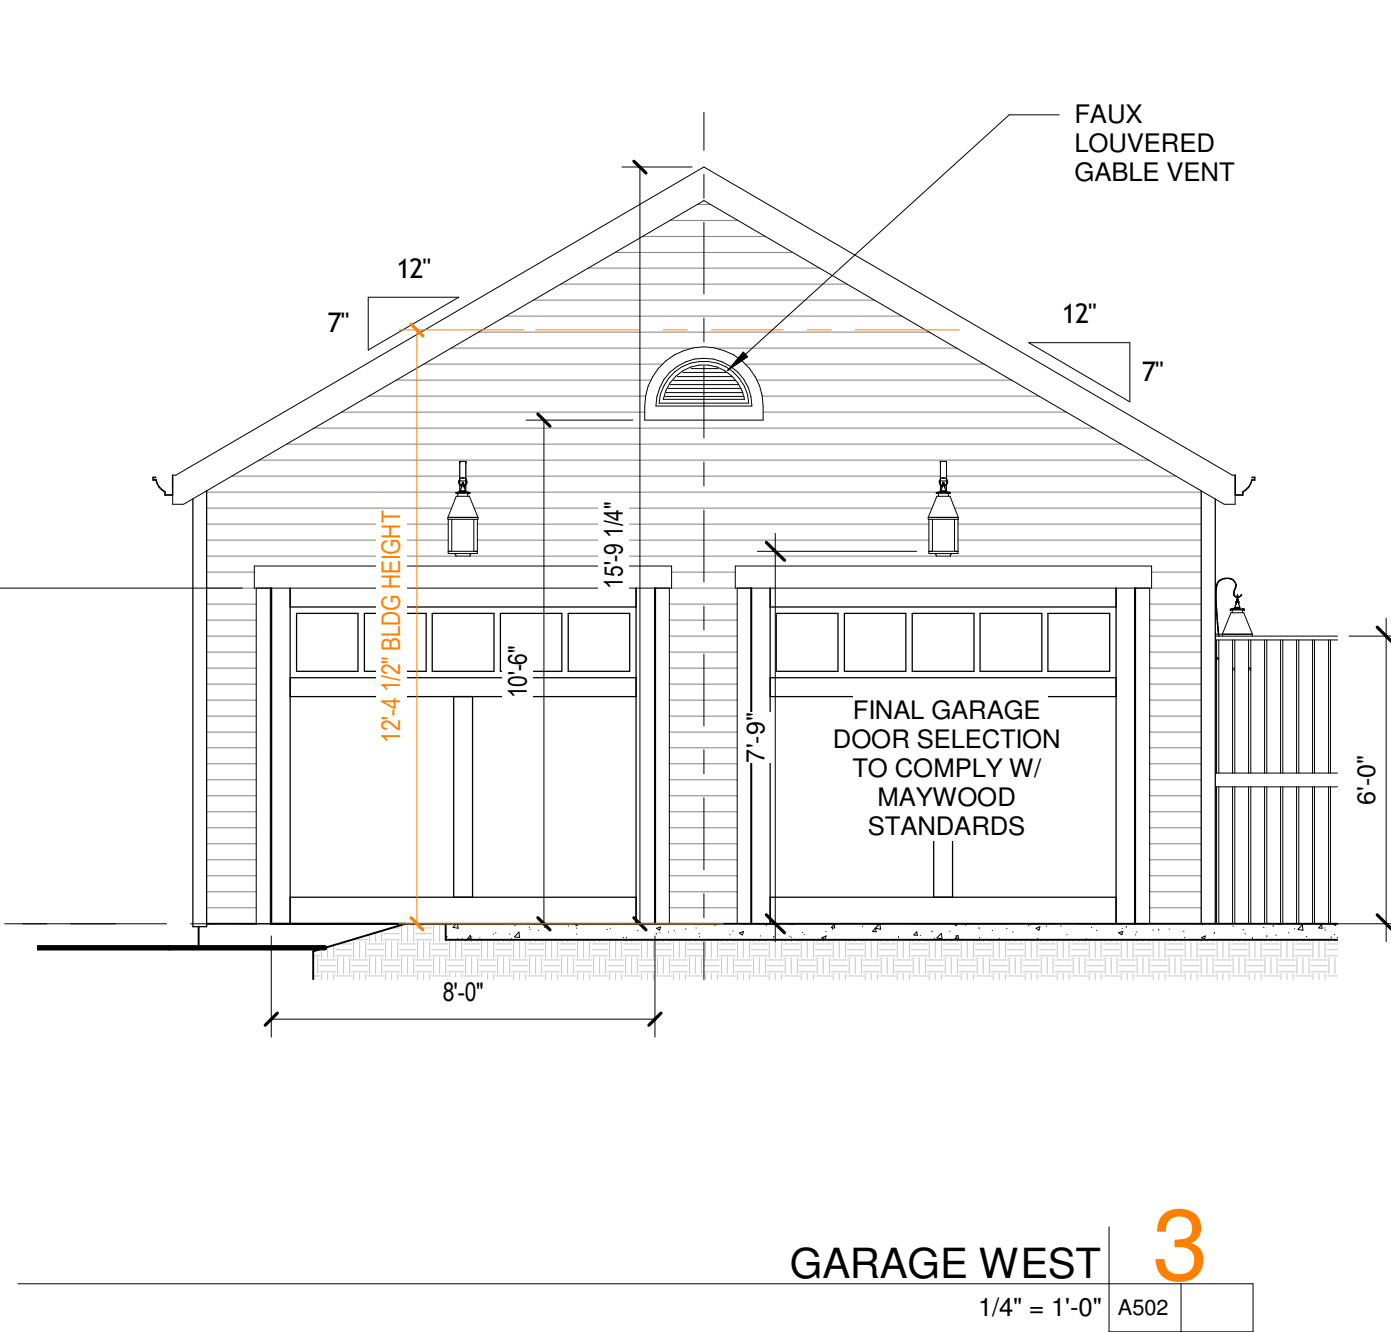 FAUX
LOUVERED
GABLE VENT
12"
7"
12"
7"
12'-4 1/2" BLDG HEIGHT
15'-9 1/4"
10'-6"
7'-9"
FINAL GARAGE
DOOR SELECTION
TO COMPLY W/
MAYWOOD
STANDARDS
6'-0"
8'-0"
GARAGE WEST
3
1/4" = 1'-0"
A502